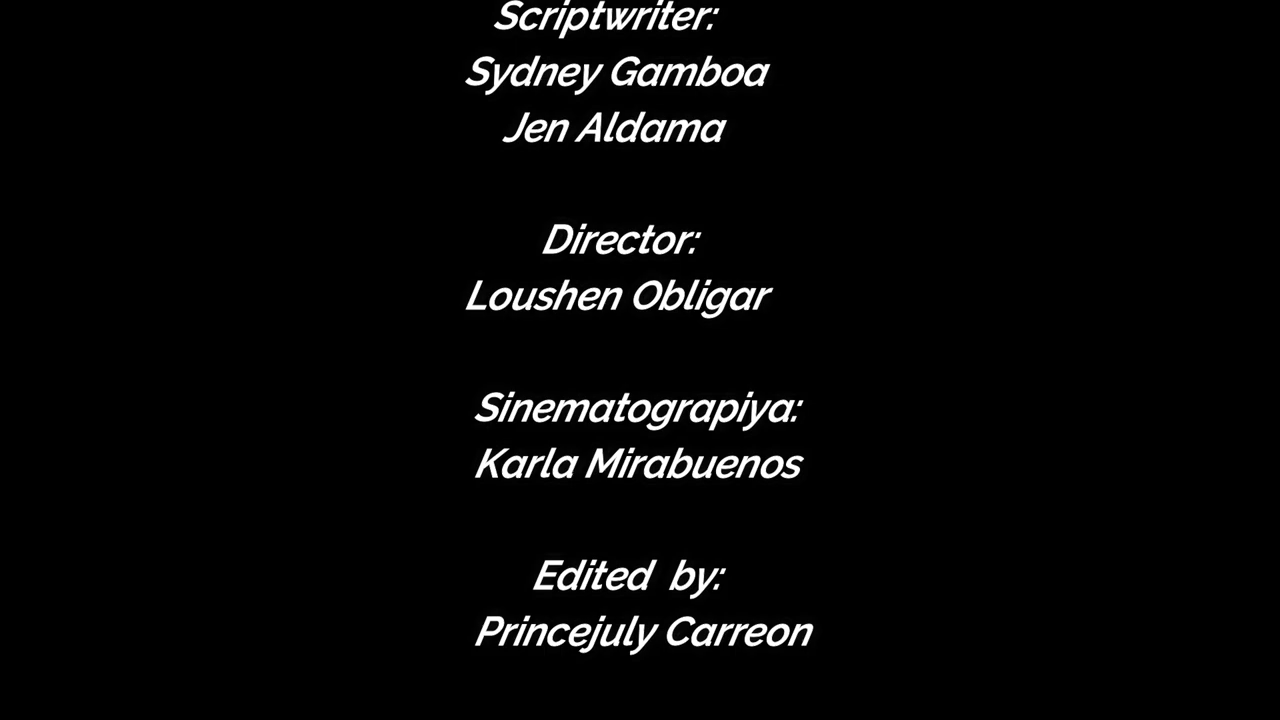 Scriptwriter:
Sydney Gamboa
Jen Aldama
Director:
Loushen Obligar
Sinematograpiya:
Karla Mirabuenos
Edited by:
Princejuly Carreon